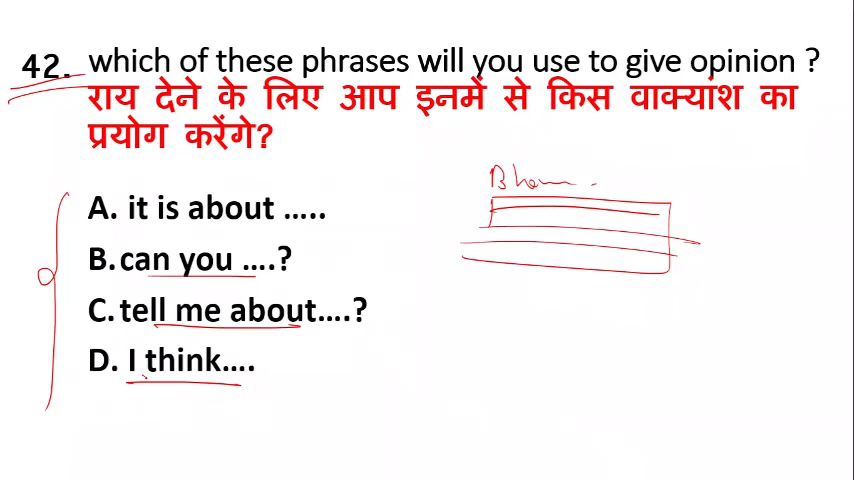 42. which of these phrases will you use to give opinion ?
राय देने के लिए आप इनमें से किस वाक्यांश का
प्रयोग करेंगे?
A. it is about .....
B. can you ....?
C. tell me about....?
D. I think....